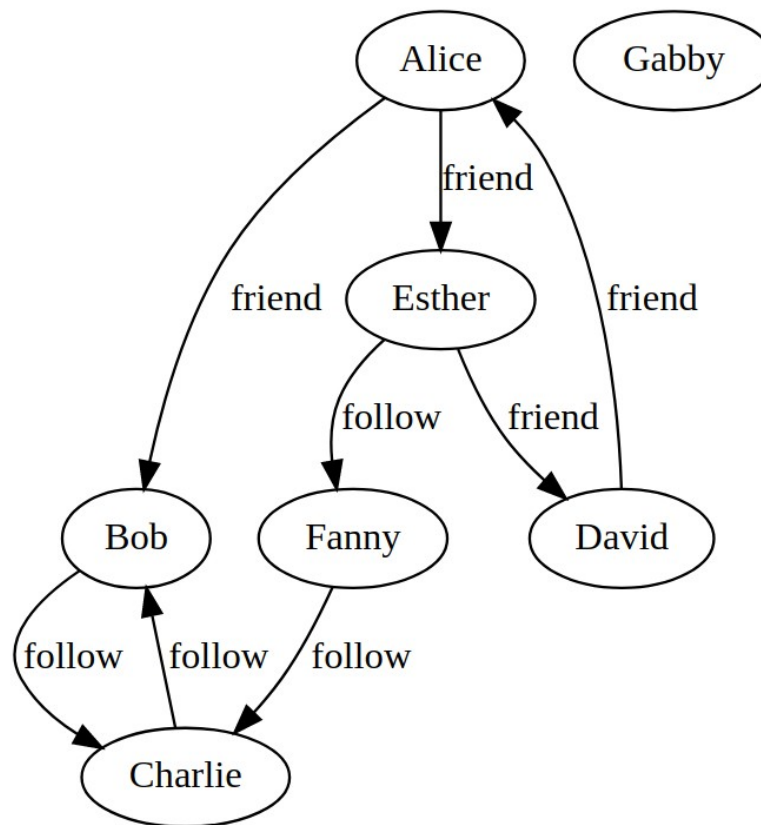 Alice
Gabby
friend
Esther
friend
friend
follow
friend
Bob
Fanny
David
follow
follow
follow
Charlie